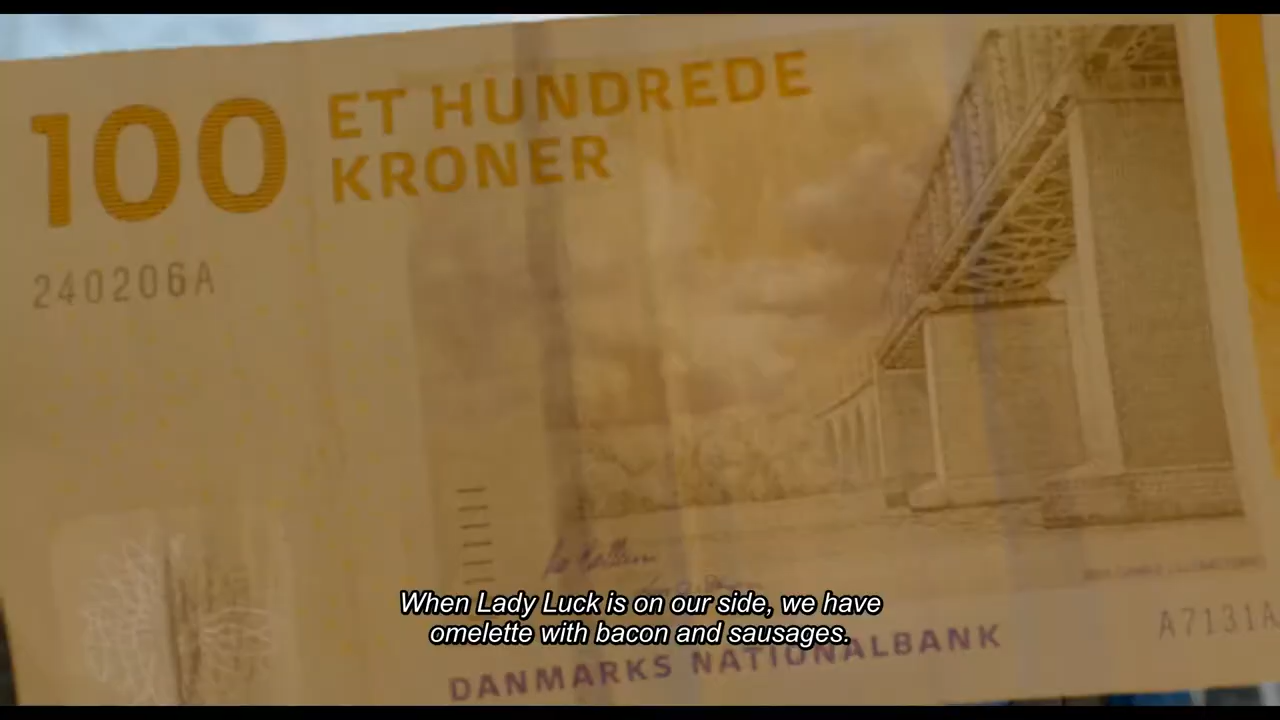 100 ET HUNDREDE
KRONER
240206A
When Lady Luck is on our side, we have
omelette with bacon and sausages.
A7131A
DANMARKS NATIONALBANK